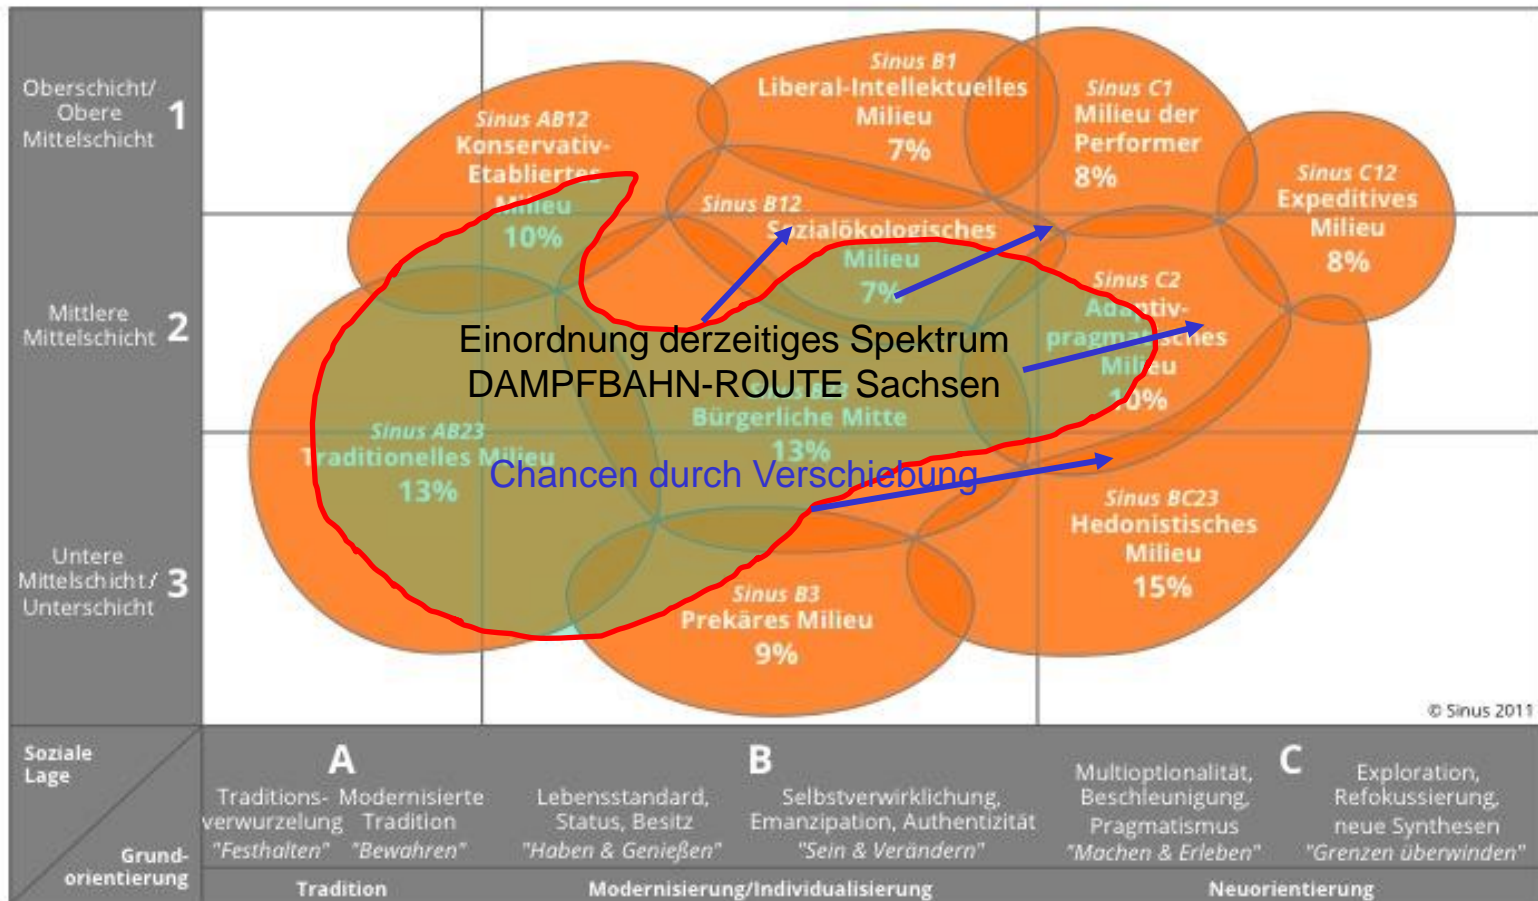 Oberschicht/
Obere
Mittelschicht
1
Mittlere
Mittelschicht
2
Untere
Mittelschicht/
Unterschicht
3
Sinus AB12
Konservativ-
Etabliertes
Milieu
10%
Sinus B1
Liberal-Intellektuelles
Milieu
7%
Sinus C1
Milieu der
Performer
8%
Sinus C12
Expeditives
Milieu
8%
Sinus B12
Sozialökologisches
Milieu
7%
Sinus C2
Adaptiv-
pragmatisches
Milieu
10%
Einordnung derzeitiges Spektrum
DAMPFBAHN-ROUTE Sachsen
Sinus B23
Bürgerliche Mitte
13%
Sinus AB23
Traditionelles Milieu
13%
Chancen durch Verschiebung
Sinus BC23
Hedonistisches
Milieu
15%
Sinus B3
Prekäres Milieu
9%
© Sinus 2011
Soziale
Lage
Grund-
orientierung
A
Traditions-
verwurzelung
"Festhalten"
Modernisierte
Tradition
"Bewahren"
B
Lebensstandard,
Status, Besitz
"Haben & Genießen"
Selbstverwirklichung,
Emanzipation, Authentizität
"Sein & Verändern"
C
Multioptionalität,
Beschleunigung,
Pragmatismus
"Machen & Erleben"
Exploration,
Refokussierung,
neue Synthesen
"Grenzen überwinden"
Tradition
Modernisierung/Individualisierung
Neuorientierung